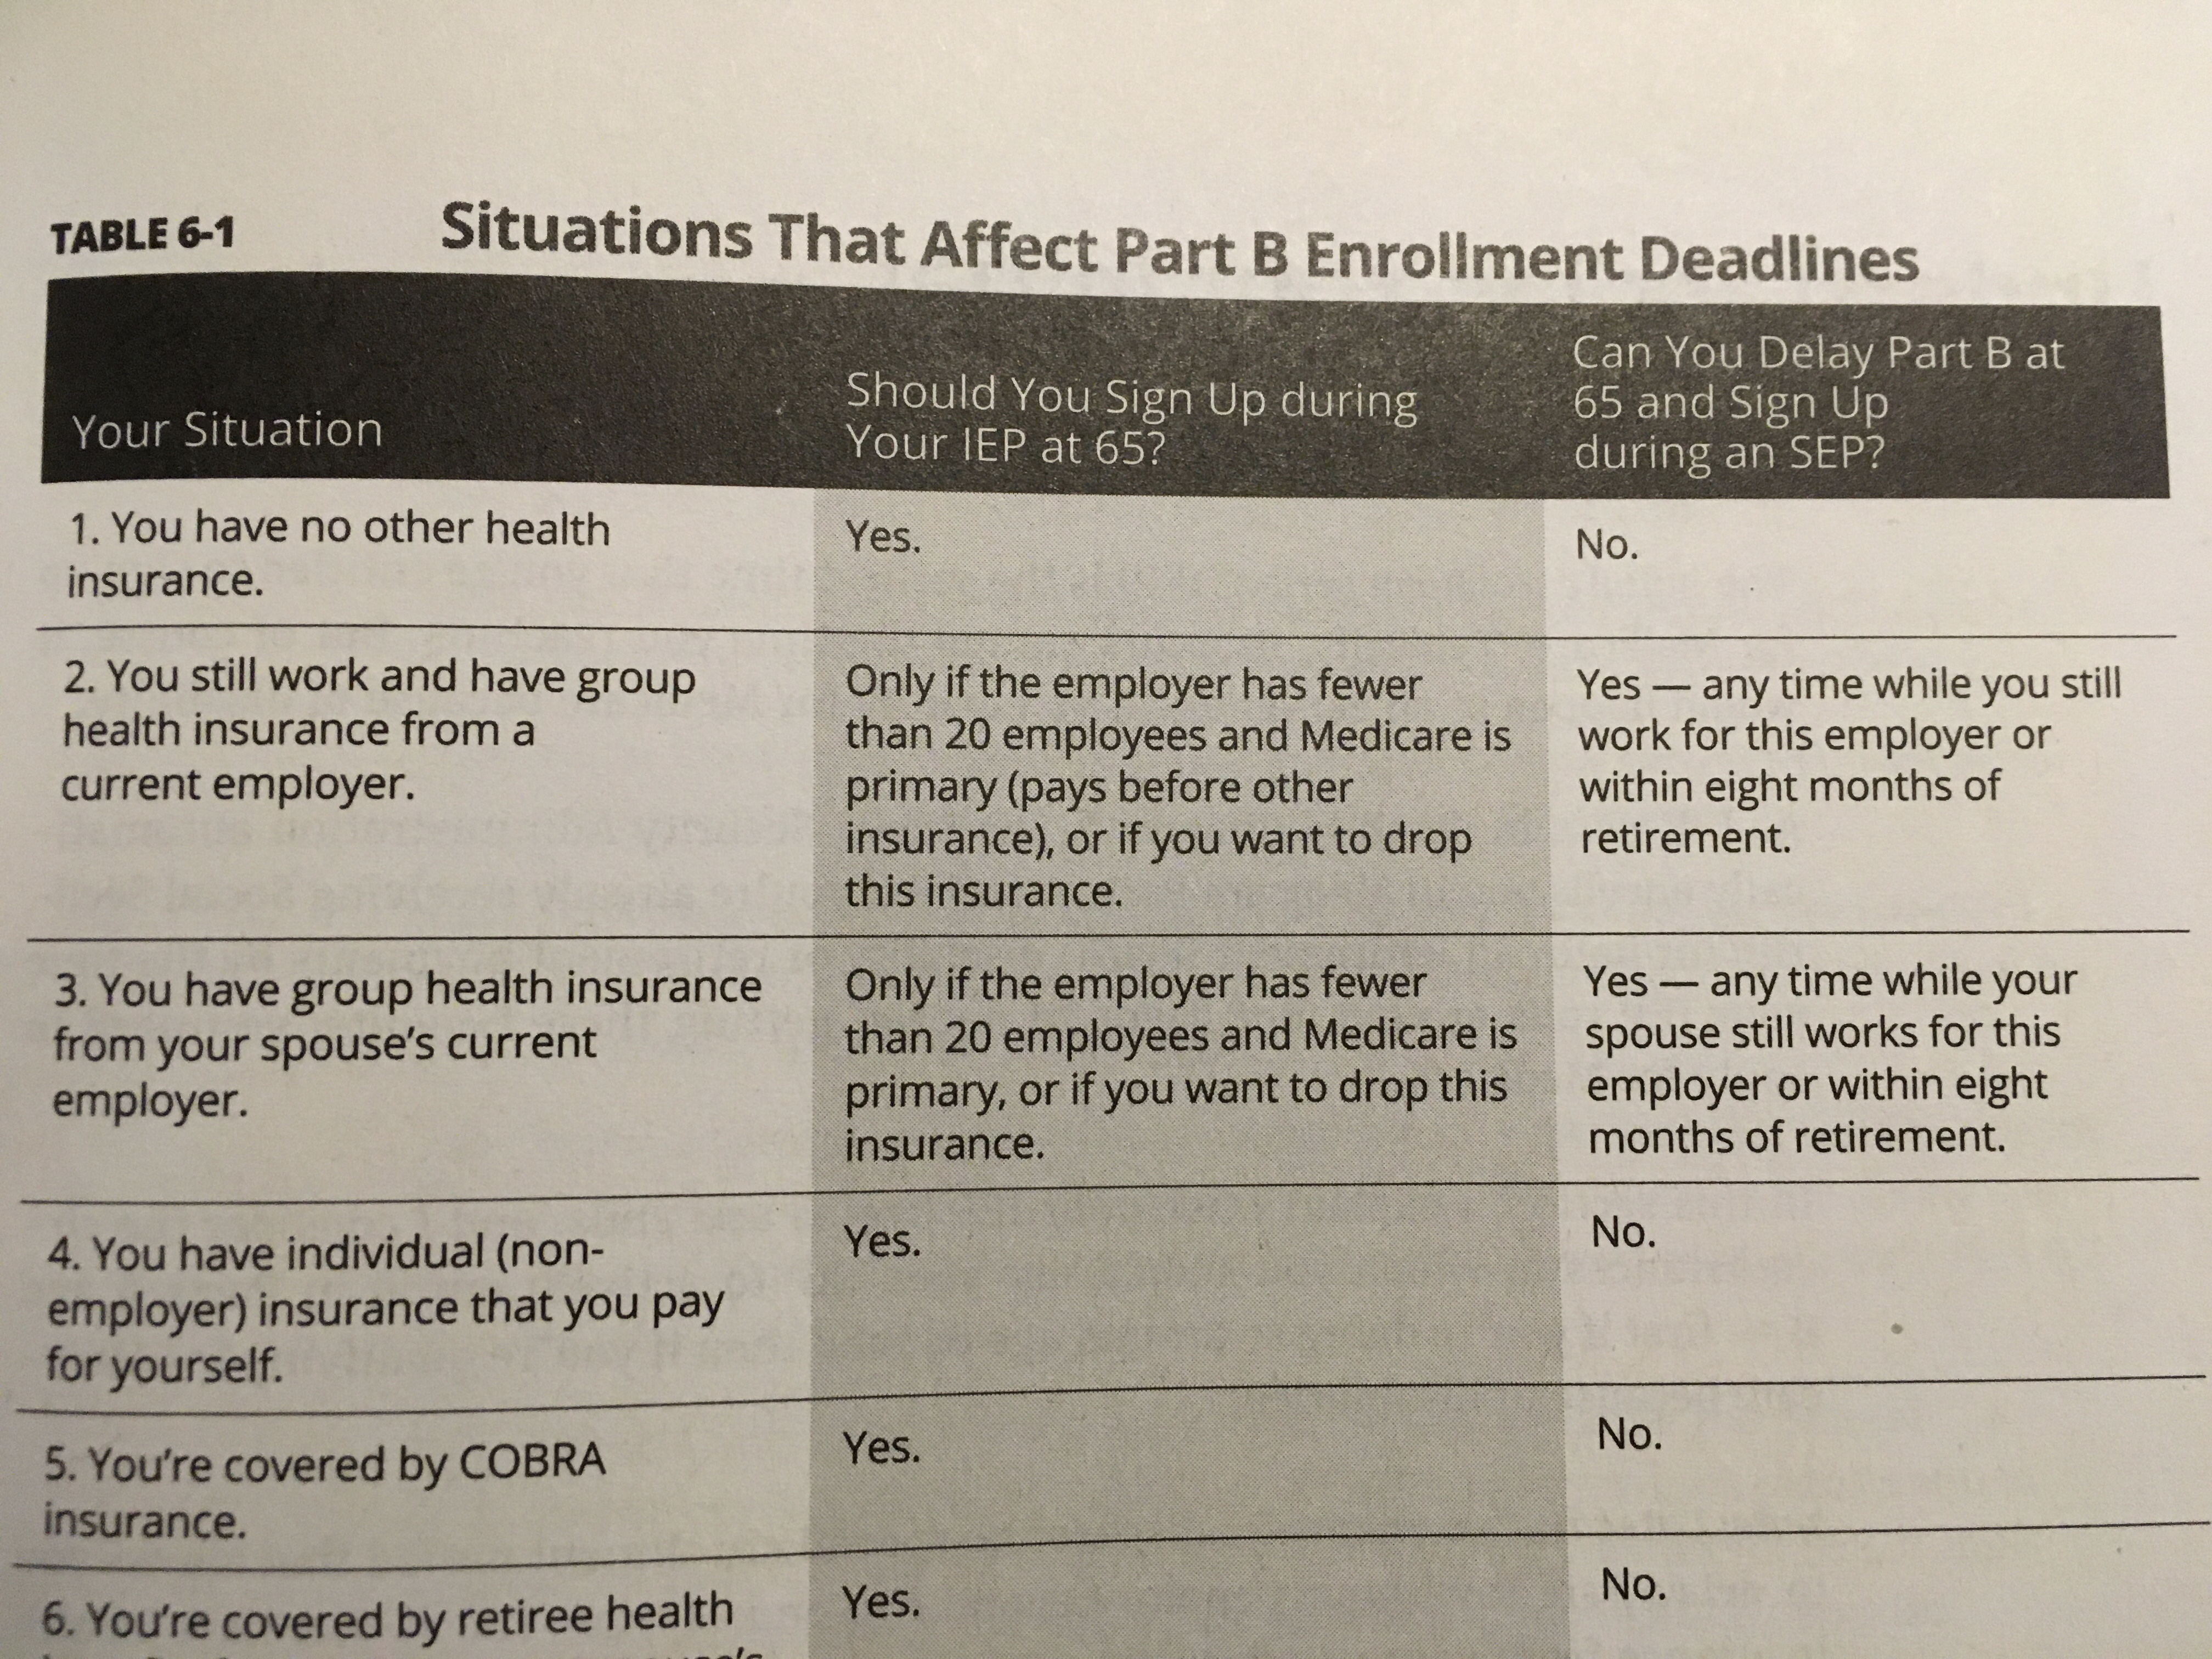 TABLE 6-1 Situations That Affect Part B Enrollment Deadlines
Your Situation
Should You Sign Up during
Your IEP at 65?
Can You Delay Part B at
65 and Sign Up
during an SEP?
1. You have no other health
insurance.
Yes.
No.
2. You still work and have group
health insurance from a
current employer.
Only if the employer has fewer
than 20 employees and Medicare is
primary (pays before other
insurance), or if you want to drop
this insurance.
Yes — any time while you still
work for this employer or
within eight months of
retirement.
3. You have group health insurance
from your spouse's current
employer.
Only if the employer has fewer
than 20 employees and Medicare is
primary, or if you want to drop this
insurance.
Yes — any time while your
spouse still works for this
employer or within eight
months of retirement.
4. You have individual (non-
employer) insurance that you pay
for yourself.
Yes.
No.
5. You're covered by COBRA
insurance.
Yes.
No.
6. You're covered by retiree health
Yes.
No.